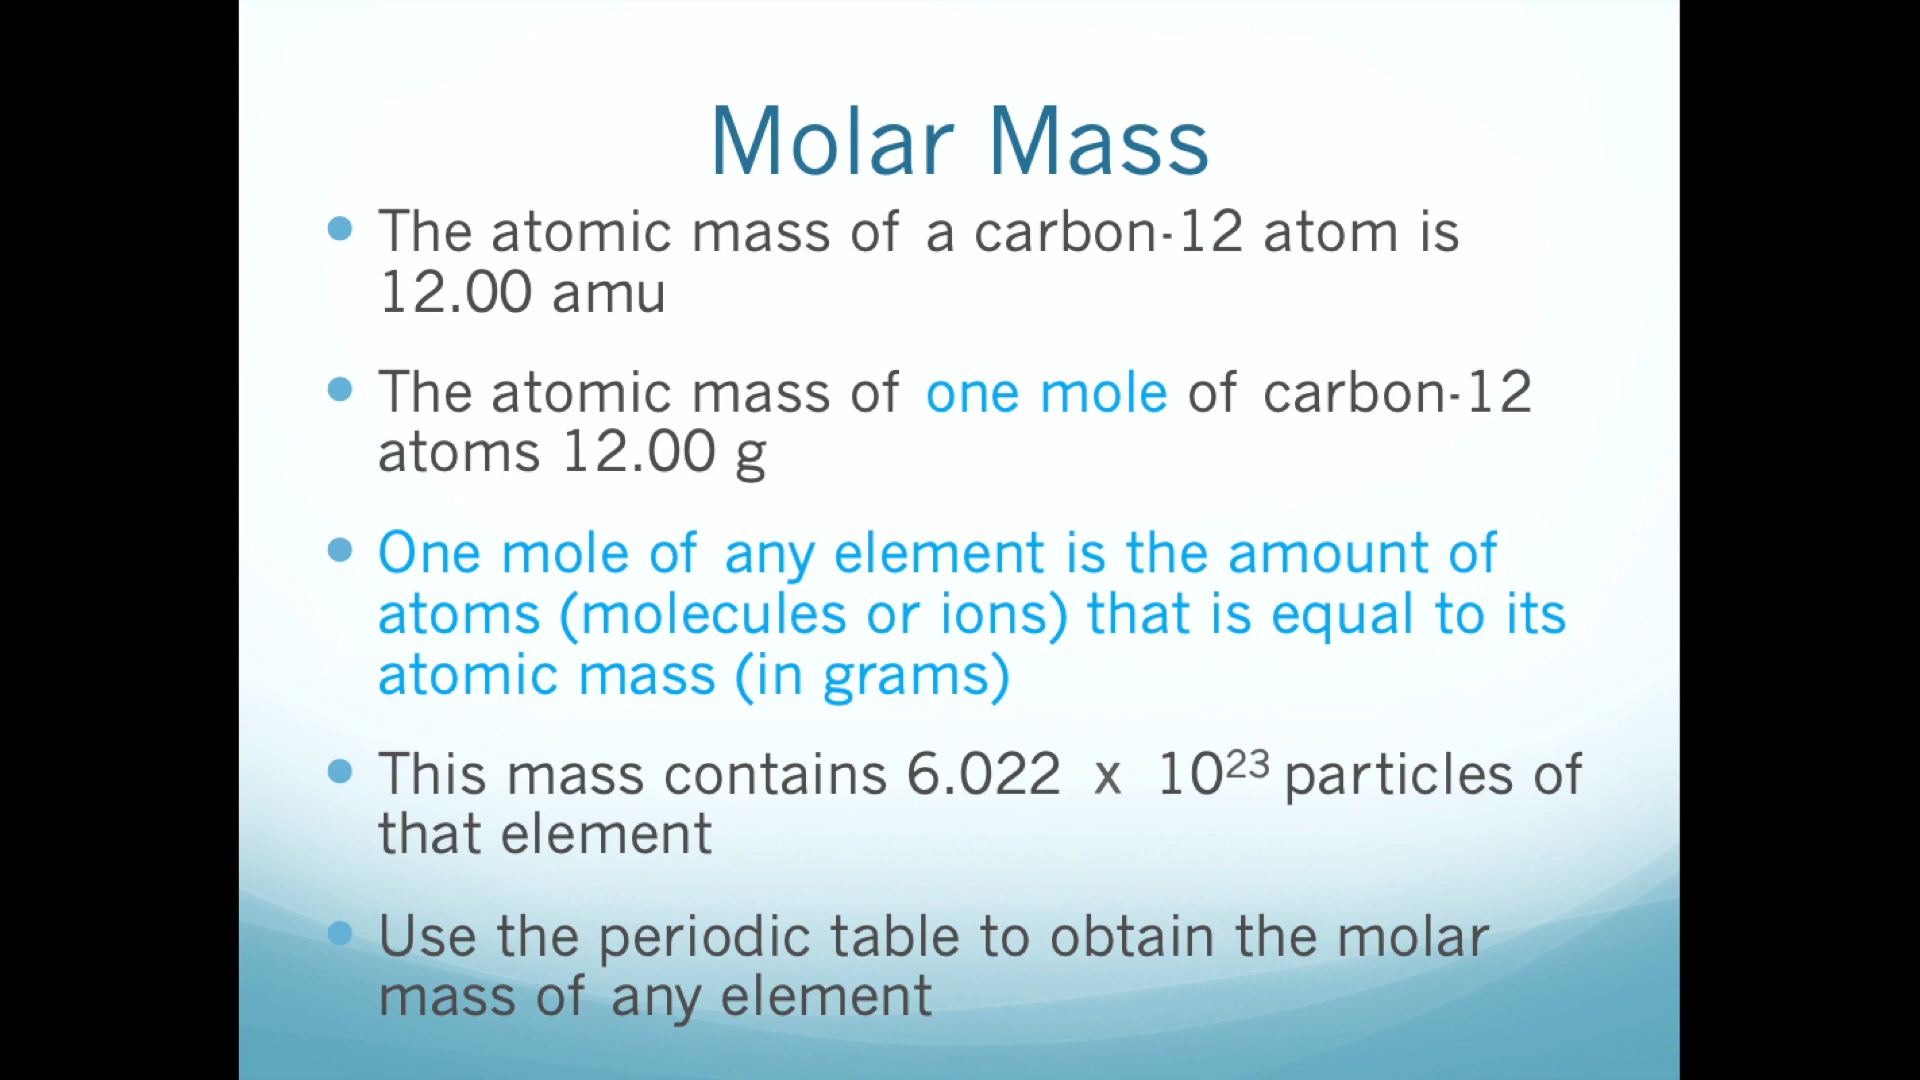 Molar Mass
The atomic mass of a carbon-12 atom is
12.00 amu
The atomic mass of one mole of carbon-12
atoms 12.00 g
One mole of any element is the amount of
atoms (molecules or ions) that is equal to its
atomic mass (in grams)
This mass contains 6.022 x 10²³ particles of
that element
Use the periodic table to obtain the molar
mass of any element